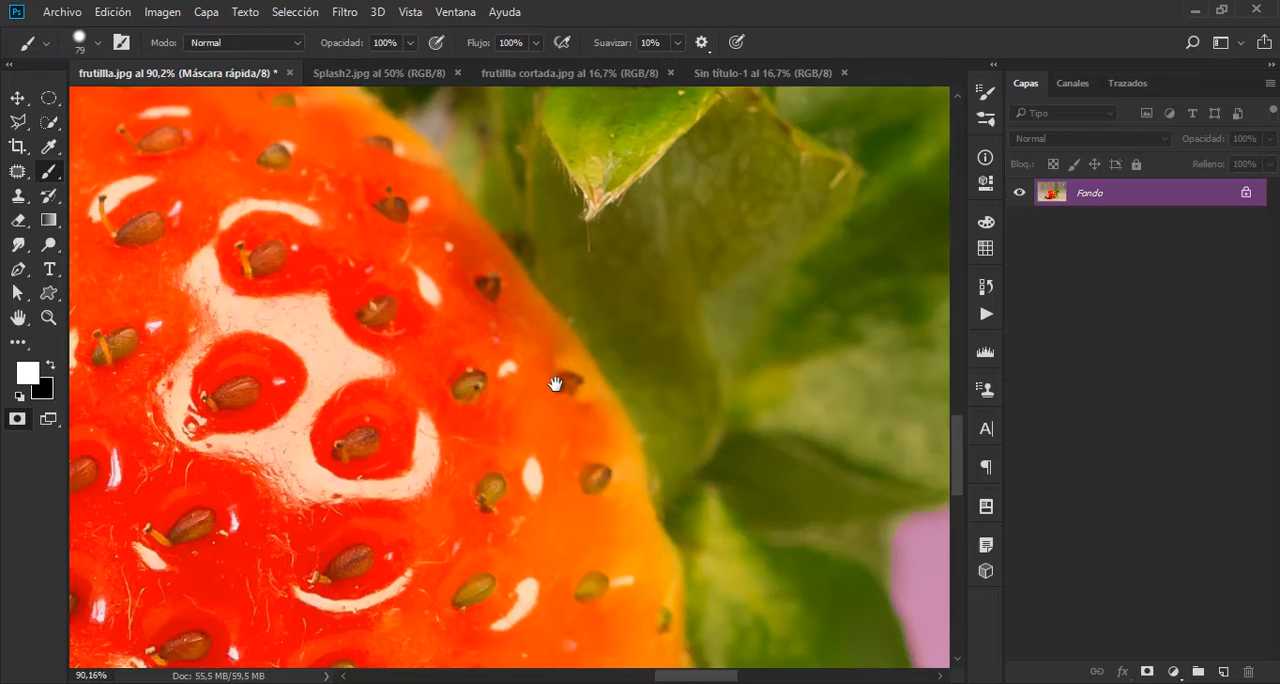 Ps Archivo Edición Imagen Capa Texto Selección Filtro 3D Vista Ventana Ayuda
79 Modo: Normal Opacidad: 100% Flujo: 100% Suavizar: 10%
frutillla.jpg al 90,2% (Máscara rápida/8) * × Splash2.jpg al 50% (RGB/8) × frutillla cortada.jpg al 16,7% (RGB/8) × Sin título-1 al 16,7% (RGB/8) ×
Capas Canales Trazados
Tipo
Normal Opacidad: 100%
Bloq.: Relleno: 100%
Fondo
90,16% Doc: 55,5 MB/59,5 MB